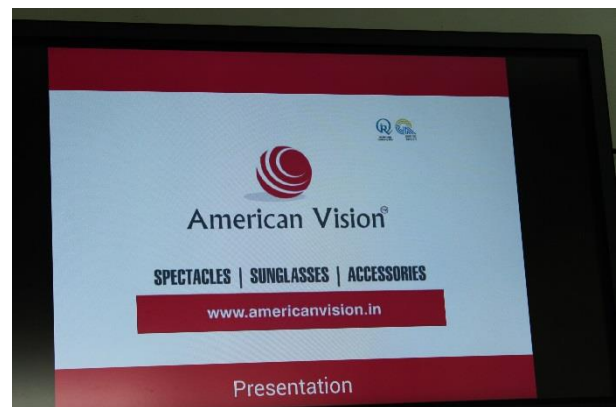 American Vision
SPECTACLES | SUNGLASSES | ACCESSORIES
www.americanvision.in
Presentation